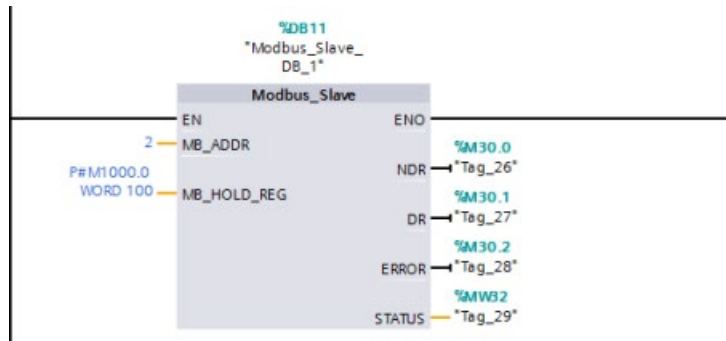 %DB11
"Modbus_Slave_
DB_1"
Modbus_Slave
EN ENO
2 MB_ADDR
%M30.0
NDR "Tag_26"
P#M1000.0
WORD 100 MB_HOLD_REG
%M30.1
DR "Tag_27"
%M30.2
ERROR "Tag_28"
%MW32
STATUS "Tag_29"